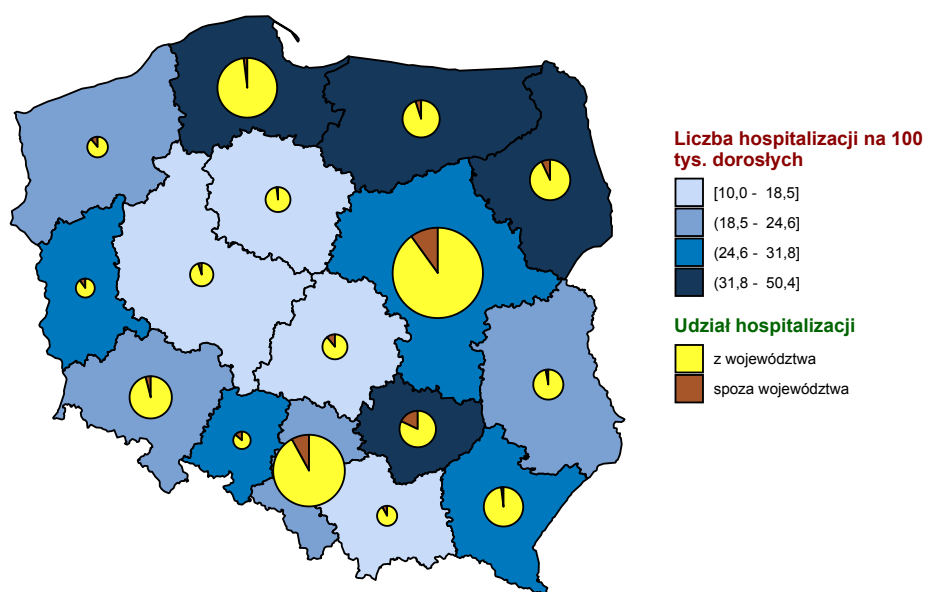 Liczba hospitalizacji na 100
tys. dorosłych
[10,0 - 18,5]
(18,5 - 24,6]
(24,6 - 31,8]
(31,8 - 50,4]
Udział hospitalizacji
z województwa
spoza województwa